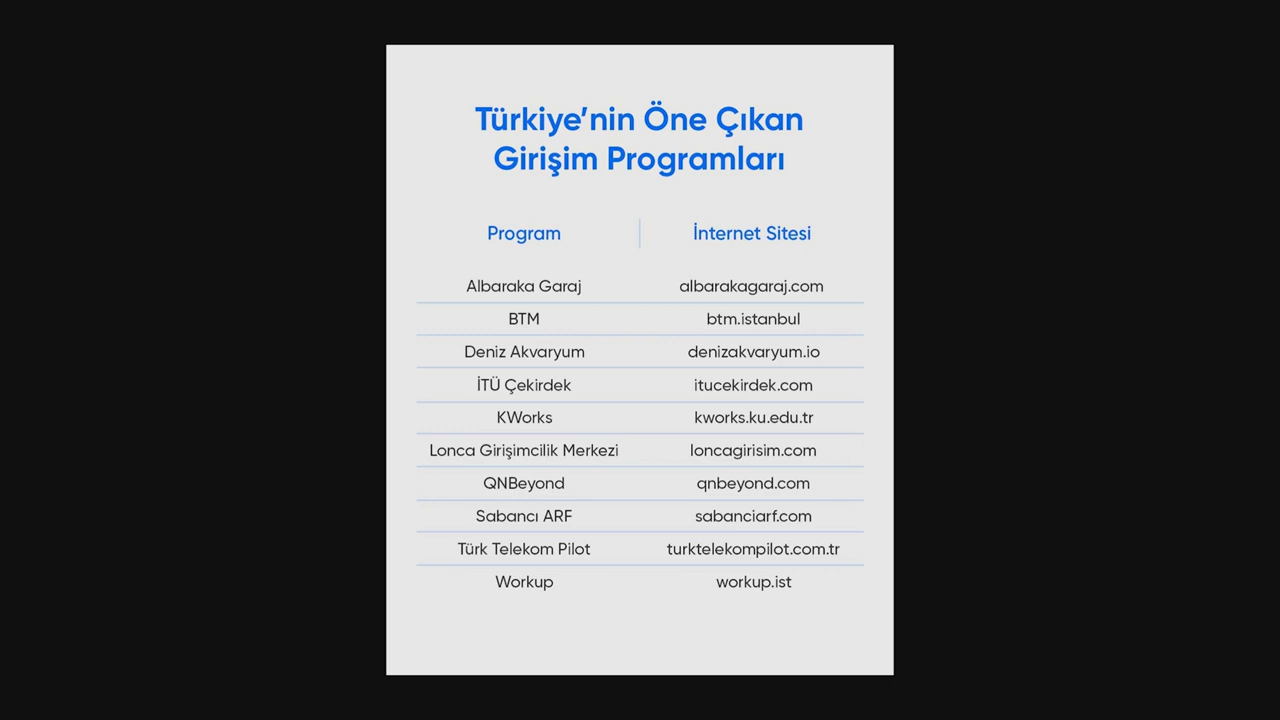 Türkiye’nin Öne Çıkan
Girişim Programları
Program İnternet Sitesi
Albaraka Garaj albarakagaraj.com
BTM btm.istanbul
Deniz Akvaryum denizakvaryum.io
İTÜ Çekirdek itucekirdek.com
KWorks kworks.ku.edu.tr
Lonca Girişimcilik Merkezi loncagirisim.com
QNBeyond qnbeyond.com
Sabancı ARF sabanciarf.com
Türk Telekom Pilot turktelekompilot.com.tr
Workup workup.ist